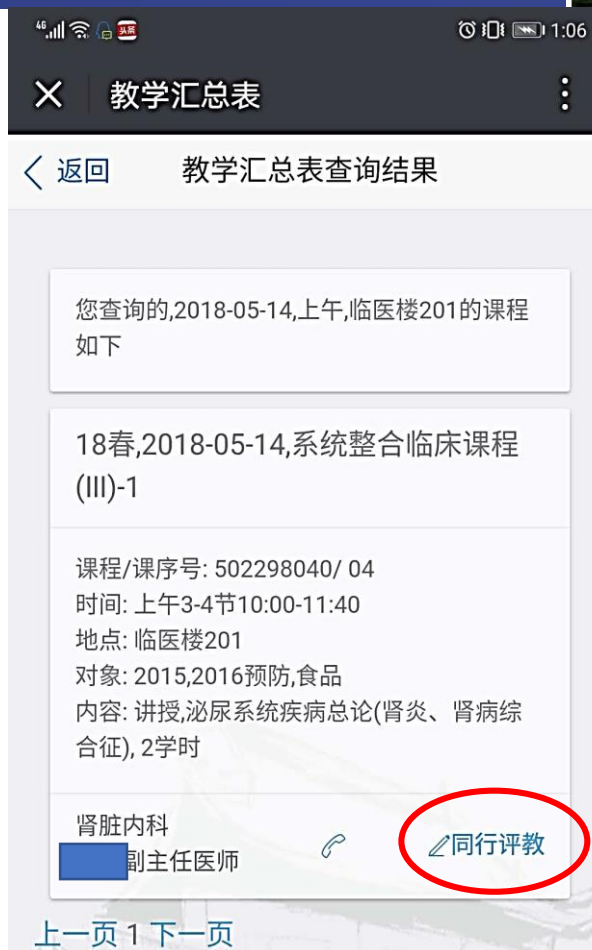 46
头条
1:06
教学汇总表
返回 教学汇总表查询结果
您查询的,2018-05-14,上午,临医楼201的课程
如下
18春,2018-05-14,系统整合临床课程
(III)-1
课程/课序号: 502298040/ 04
时间: 上午3-4节10:00-11:40
地点: 临医楼201
对象: 2015,2016预防,食品
内容: 讲授,泌尿系统疾病总论(肾炎、肾病综
合征), 2学时
肾脏内科
副主任医师
同行评教
上一页 1 下一页